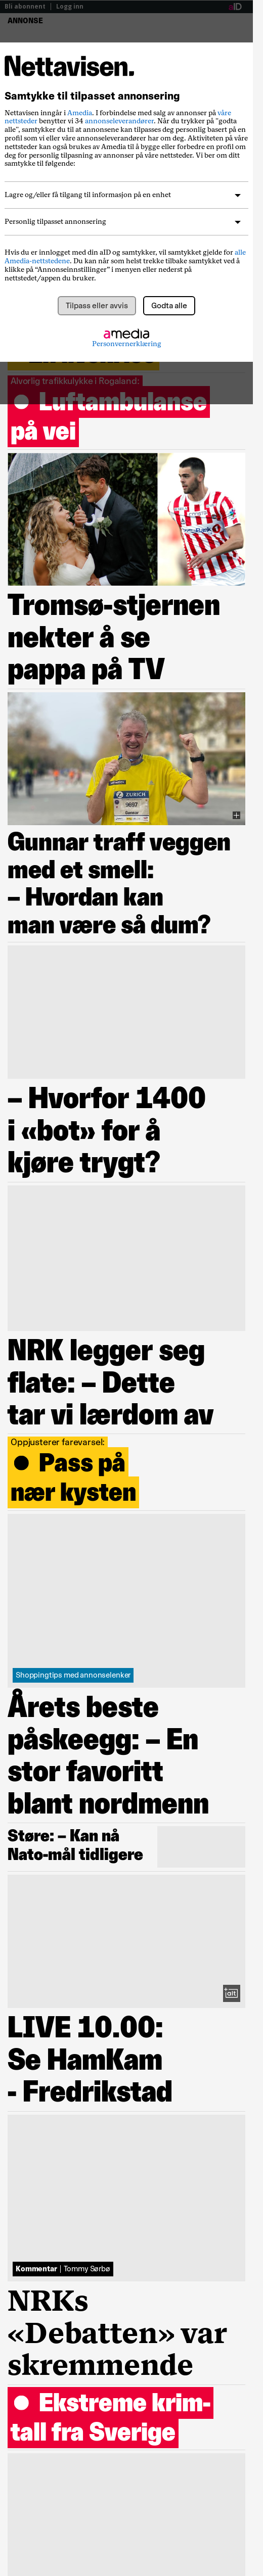 Bli abonnent | Logg inn
aID
ANNONSE
Nettavisen.
Samtykke til tilpasset annonsering
Nettavisen inngår i Amedia. I forbindelse med salg av annonser på våre
nettsteder benytter vi 34 annonseleverandører. Når du trykker på "godta
alle", samtykker du til at annonsene kan tilpasses deg personlig basert på en
profil som vi eller våre annonseleverandører har om deg. Aktiviteten på våre
nettsteder kan også brukes av Amedia til å bygge eller forbedre en profil om
deg for personlig tilpasning av annonser på våre nettsteder. Vi ber om ditt
samtykke til følgende:
Lagre og/eller få tilgang til informasjon på en enhet
Personlig tilpasset annonsering
Hvis du er innlogget med din aID og samtykker, vil samtykket gjelde for alle
Amedia-nettstedene. Du kan når som helst trekke tilbake samtykket ved å
klikke på “Annonseinnstillinger” i menyen eller nederst på
nettstedet/appen du bruker.
Tilpass eller avvis
Godta alle
amedia
Personvernerklæring
Alvorlig trafikkulykke i Rogaland:
● Luftambulanse
på vei
Tromsø-stjernen
nekter å se
pappa på TV
ZURICH
9697
Gunnar traff veggen
med et smell:
– Hvordan kan
man være så dum?
– Hvorfor 1400
i «bot» for å
kjøre trygt?
NRK legger seg
flate: – Dette
tar vi lærdom av
Oppjusterer farevarsel:
● Pass på
nær kysten
Shoppingtips med annonselenker
Årets beste
påskeegg: – En
stor favoritt
blant nordmenn
Støre: – Kan nå
Nato-mål tidligere
alt
LIVE 10.00:
Se HamKam
- Fredrikstad
Kommentar | Tommy Sørbø
NRKs
«Debatten» var
skremmende
● Ekstreme krim-
tall fra Sverige